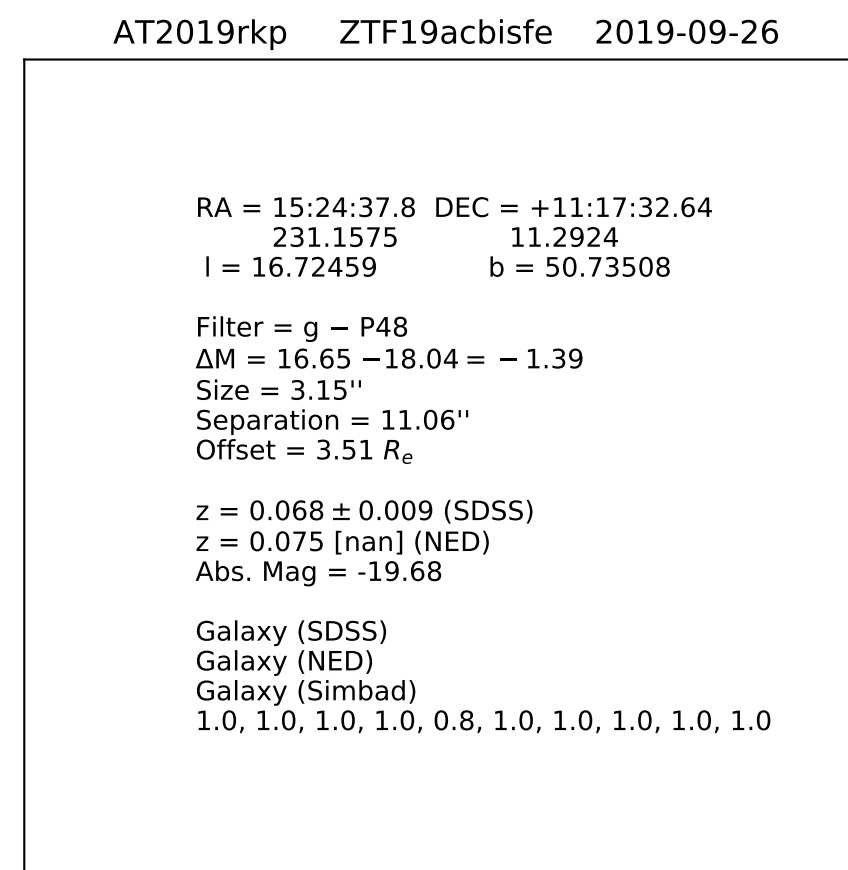 AT2019rkp ZTF19acbisfe 2019-09-26
RA = 15:24:37.8 DEC = +11:17:32.64
231.1575 11.2924
l = 16.72459 b = 50.73508
Filter = g − P48
ΔM = 16.65 −18.04 = − 1.39
Size = 3.15''
Separation = 11.06''
Offset = 3.51 Re
z = 0.068 ± 0.009 (SDSS)
z = 0.075 [nan] (NED)
Abs. Mag = -19.68
Galaxy (SDSS)
Galaxy (NED)
Galaxy (Simbad)
1.0, 1.0, 1.0, 1.0, 0.8, 1.0, 1.0, 1.0, 1.0, 1.0